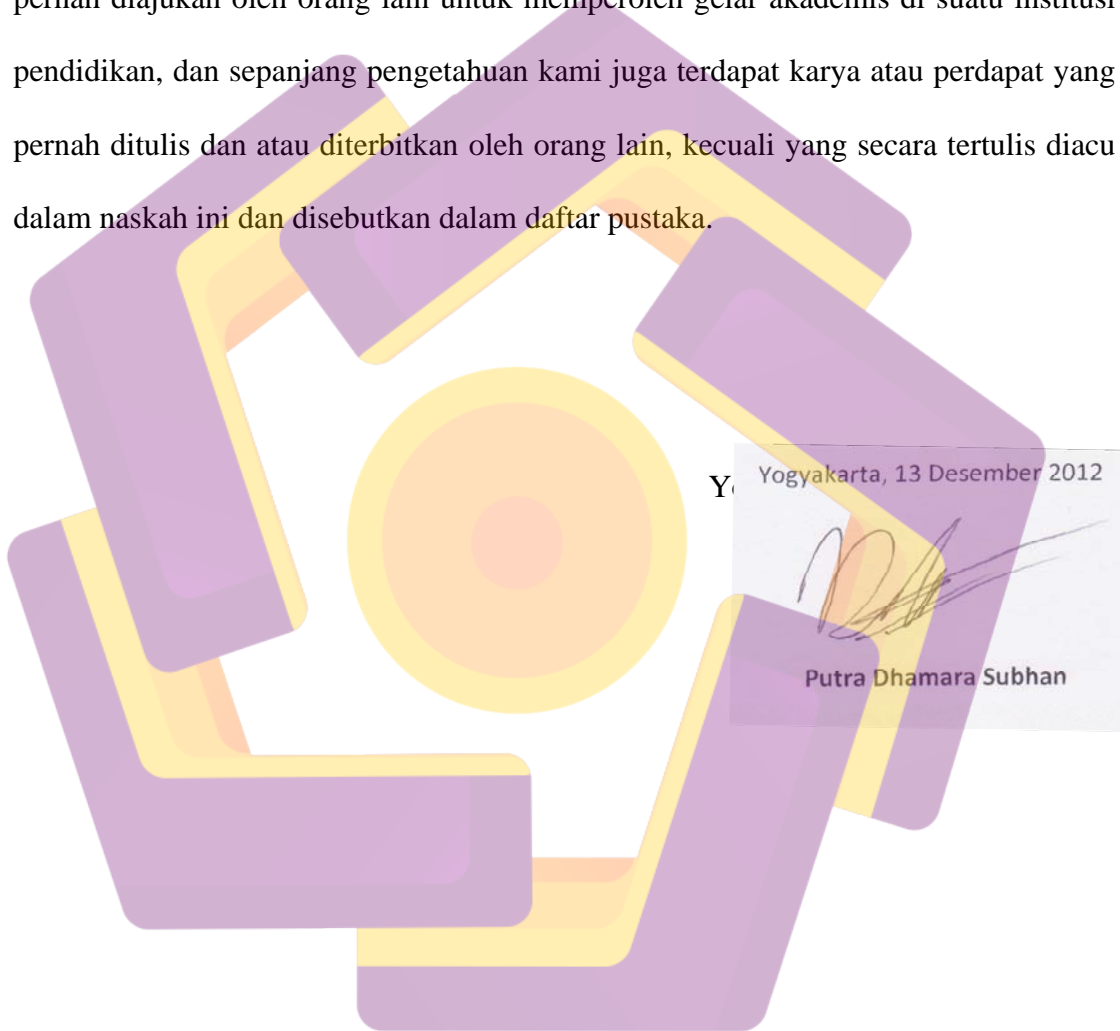 pernah diajukan oleh orang lain untuk memperoleh gelar akademis di suatu institusi
pendidikan, dan sepanjang pengetahuan kami juga terdapat karya atau perdapat yang
pernah ditulis dan atau diterbitkan oleh orang lain, kecuali yang secara tertulis diacu
dalam naskah ini dan disebutkan dalam daftar pustaka.
Yogyakarta, 13 Desember 2012
Putra Dhamara Subhan